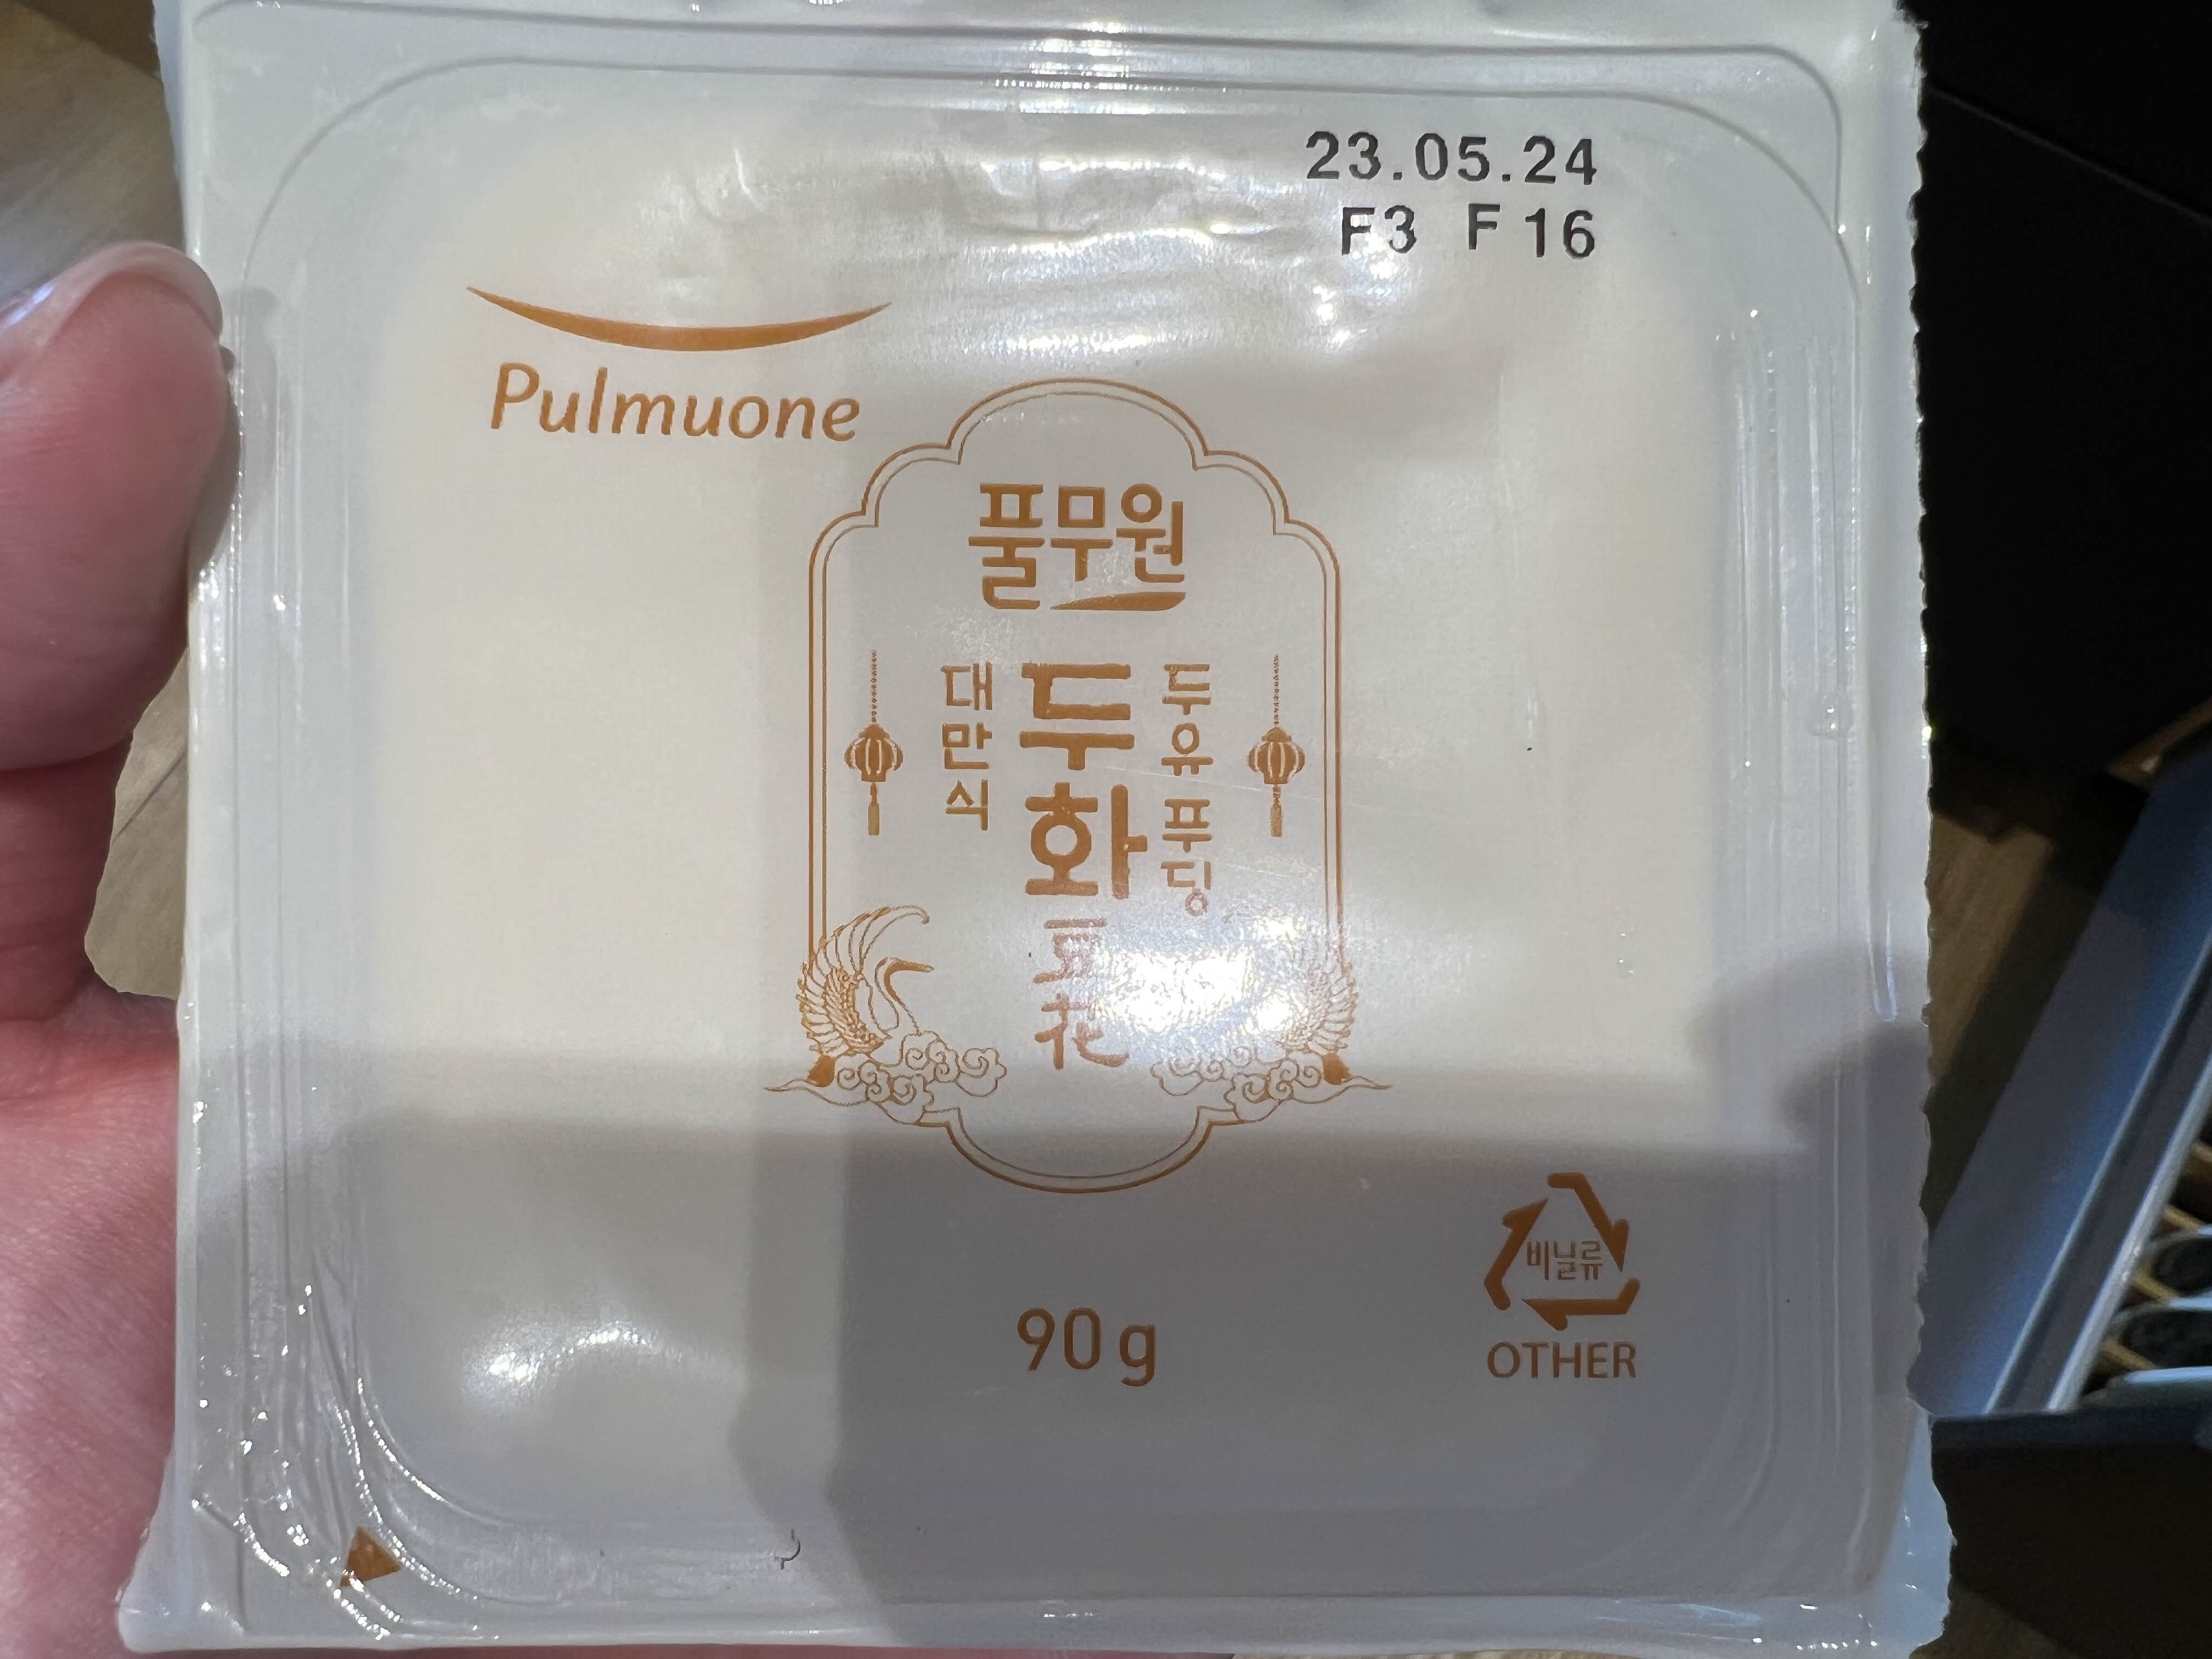 23.05.24
F3 F16
Pulmuone
풀무원
대만식
두화
豆花
두유 푸딩
90g
비닐류
OTHER